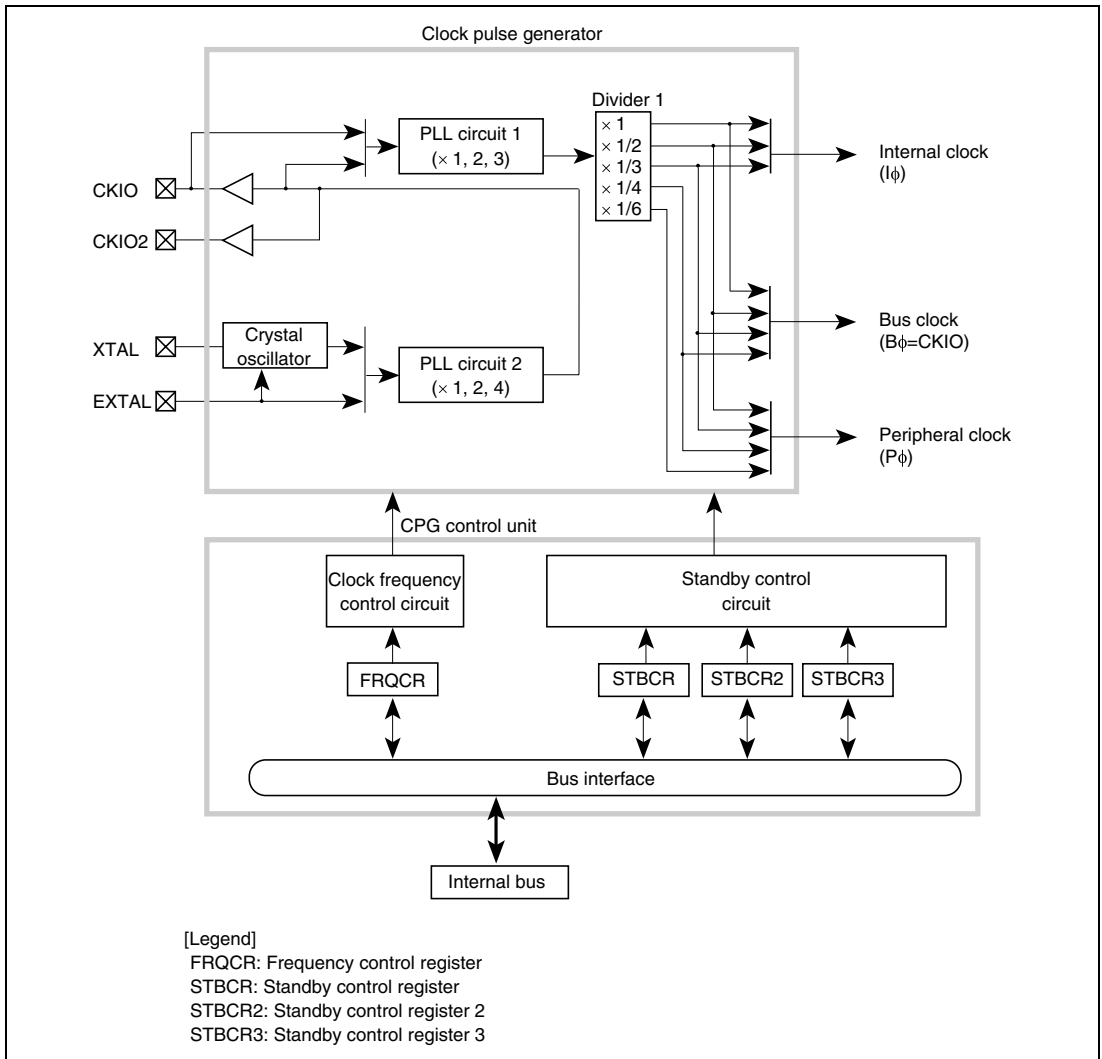 Clock pulse generator
Divider 1
× 1
× 1/2
× 1/3
× 1/4
× 1/6
PLL circuit 1
(× 1, 2, 3)
Internal clock
(Iϕ)
CKIO
CKIO2
Bus clock
(Bϕ=CKIO)
XTAL
Crystal
oscillator
EXTAL
PLL circuit 2
(× 1, 2, 4)
Peripheral clock
(Pϕ)
CPG control unit
Clock frequency
control circuit
Standby control
circuit
FRQCR
STBCR
STBCR2
STBCR3
Bus interface
Internal bus
[Legend]
FRQCR: Frequency control register
STBCR: Standby control register
STBCR2: Standby control register 2
STBCR3: Standby control register 3